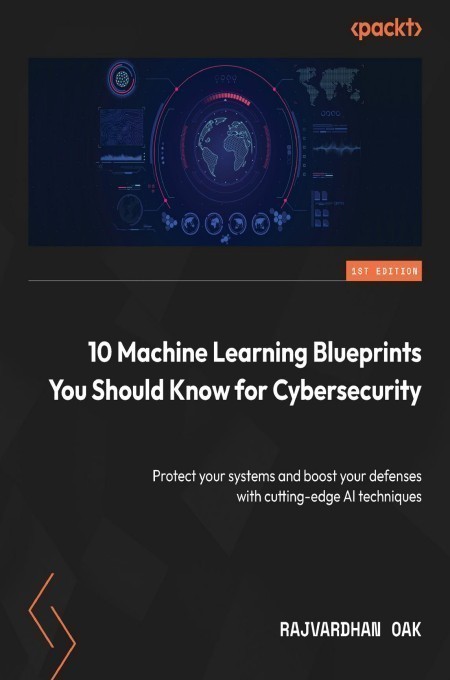 <packt>
1ST EDITION
10 Machine Learning Blueprints
You Should Know for Cybersecurity
Protect your systems and boost your defenses
with cutting-edge AI techniques
RAJVARDHAN OAK